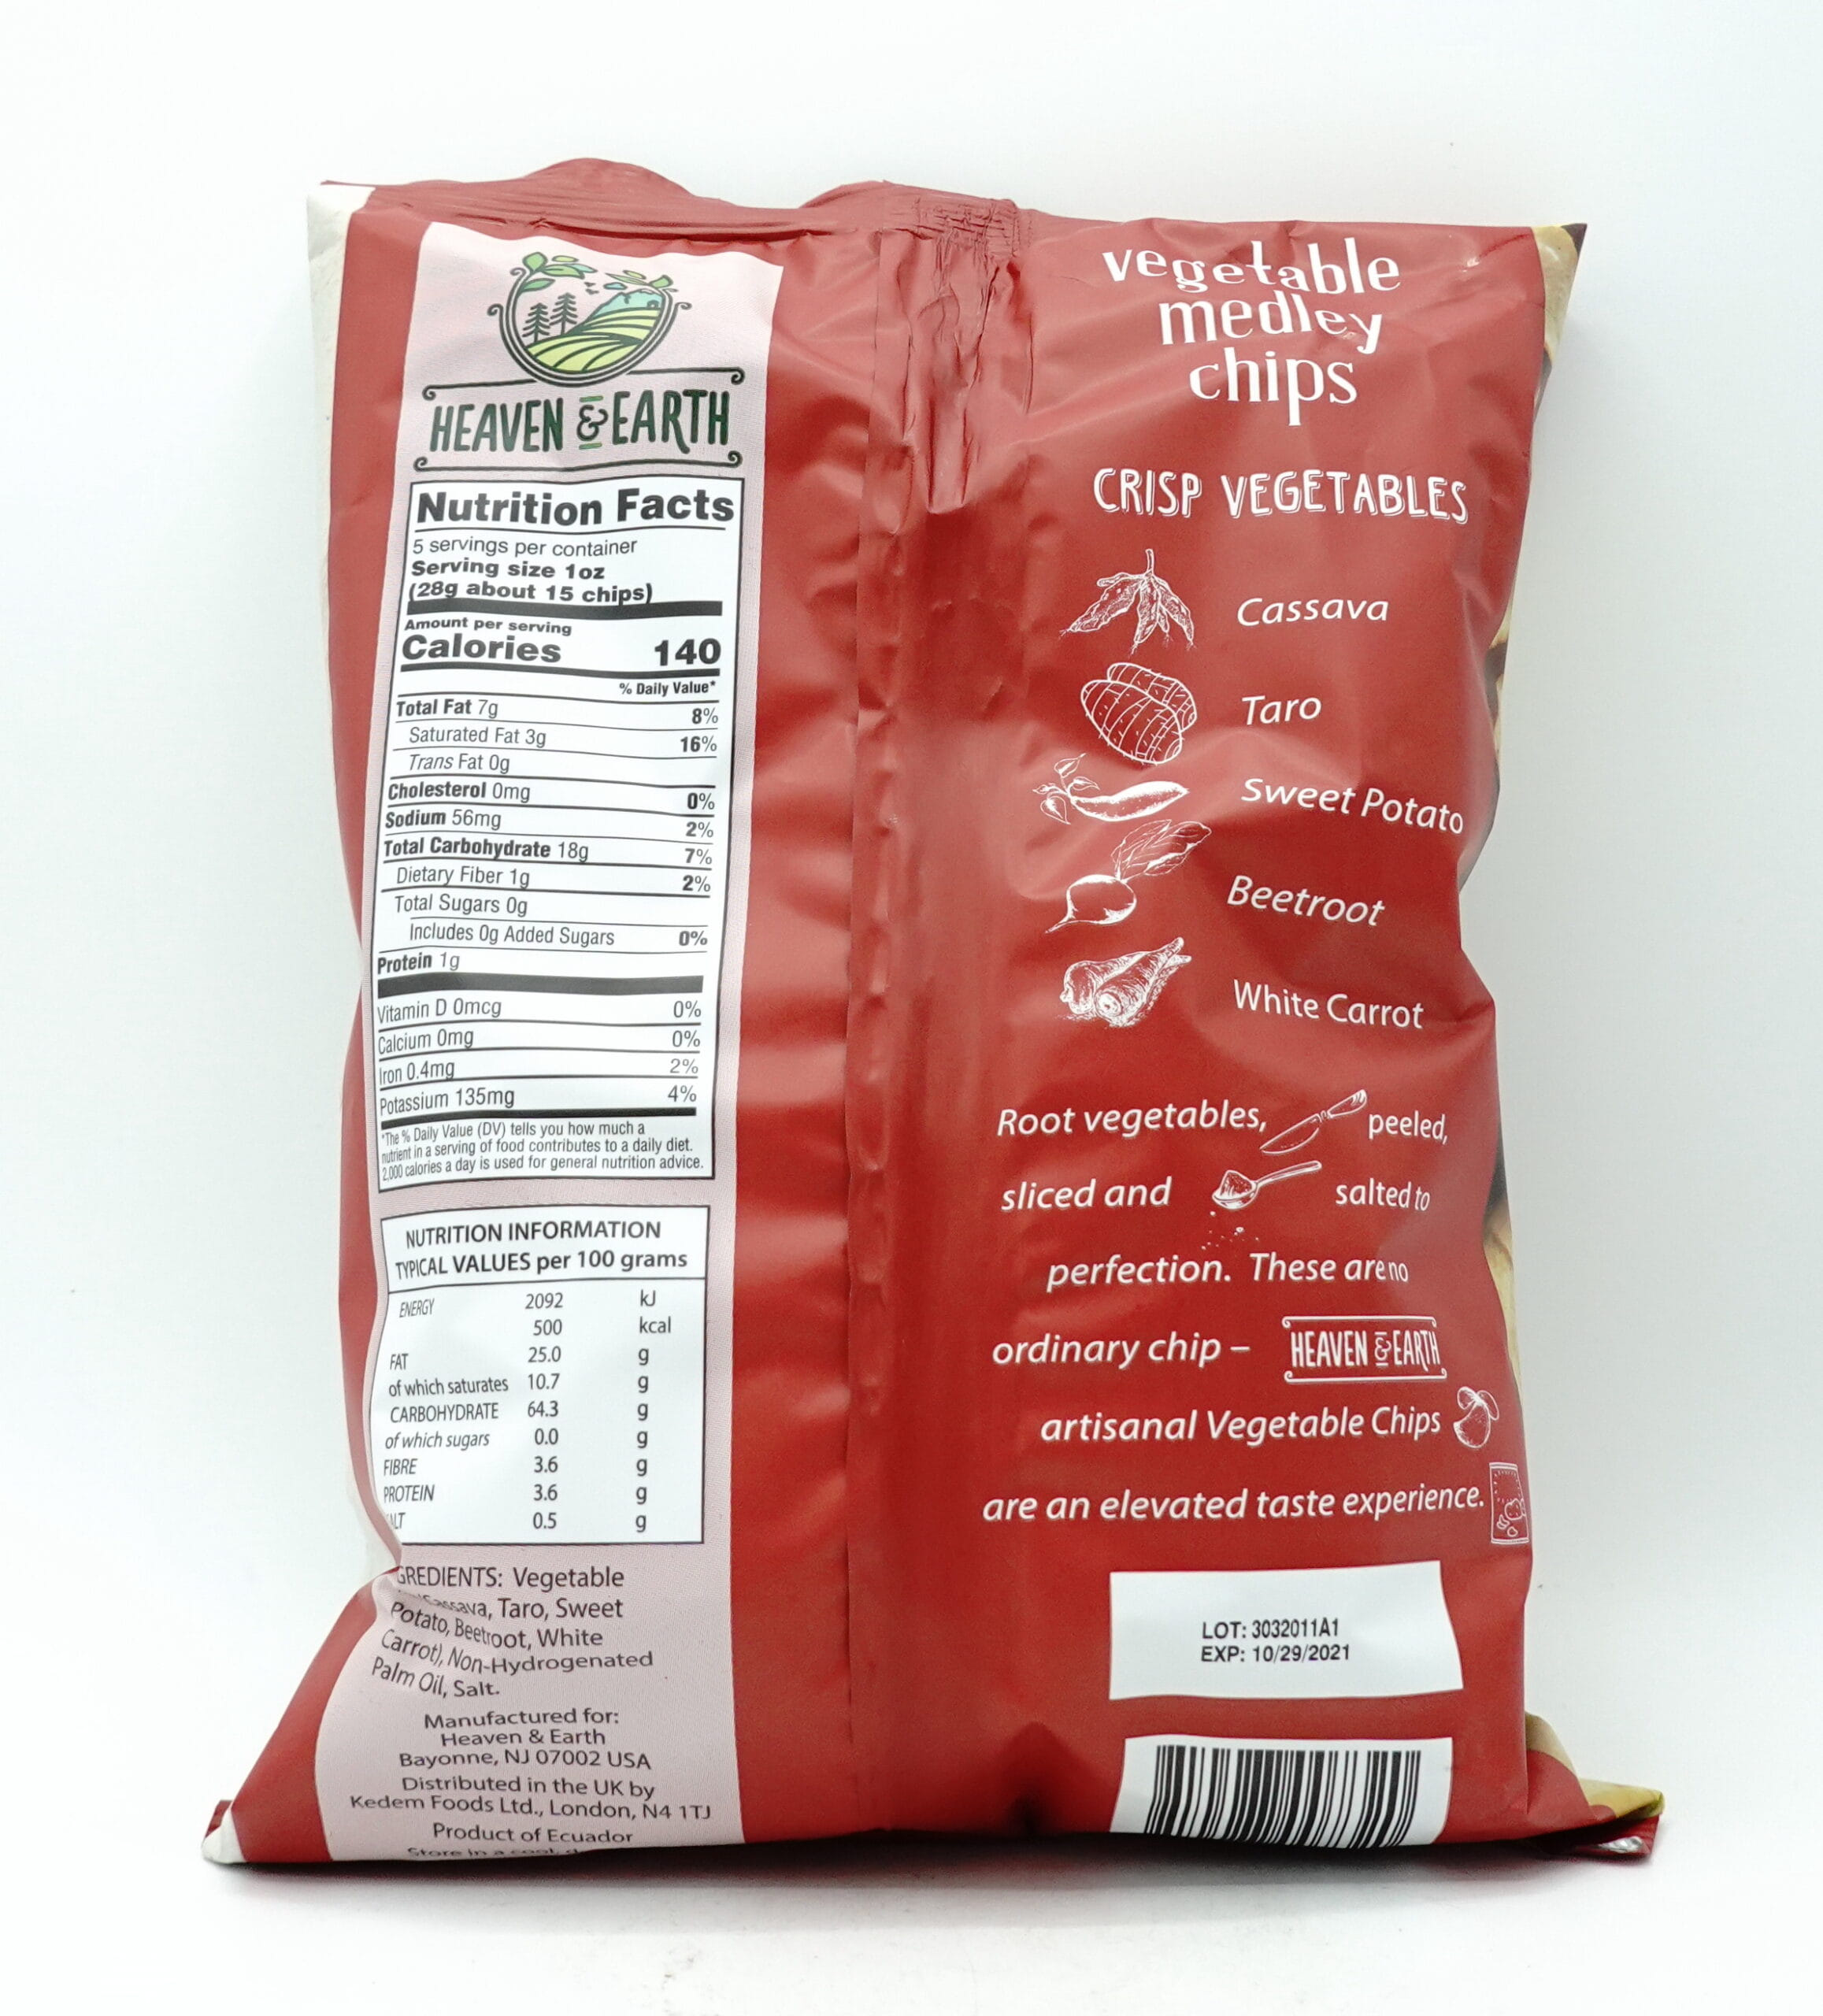 HEAVEN & EARTH
Nutrition Facts
5 servings per container
Serving size 1oz
(28g about 15 chips)
Amount per serving
Calories 140
% Daily Value*
Total Fat 7g 8%
Saturated Fat 3g 16%
Trans Fat 0g
Cholesterol 0mg 0%
Sodium 56mg 2%
Total Carbohydrate 18g 7%
Dietary Fiber 1g 2%
Total Sugars 0g
Includes 0g Added Sugars 0%
Protein 1g
Vitamin D 0mcg 0%
Calcium 0mg 0%
Iron 0.4mg 2%
Potassium 135mg 4%
*The % Daily Value (DV) tells you how much a
nutrient in a serving of food contributes to a daily diet.
2,000 calories a day is used for general nutrition advice.
NUTRITION INFORMATION
TYPICAL VALUES per 100 grams
ENERGY 2092 kJ
500 kcal
FAT 25.0 g
of which saturates 10.7 g
CARBOHYDRATE 64.3 g
of which sugars 0.0 g
FIBRE 3.6 g
PROTEIN 3.6 g
0.5 g
GREDIENTS: Vegetable
Cassava, Taro, Sweet
Potato, Beetroot, White
Carrot), Non-Hydrogenated
Palm Oil, Salt.
Manufactured for:
Heaven & Earth
Bayonne, NJ 07002 USA
Distributed in the UK by
Kedem Foods Ltd., London, N4 1TJ
Product of Ecuador
Store in a cool,
vegetable
medley
chips
CRISP VEGETABLES
Cassava
Taro
Sweet Potato
Beetroot
White Carrot
Root vegetables, peeled,
sliced and salted to
perfection. These are no
ordinary chip – HEAVEN & EARTH
artisanal Vegetable Chips
are an elevated taste experience.
LOT: 3032011A1
EXP: 10/29/2021